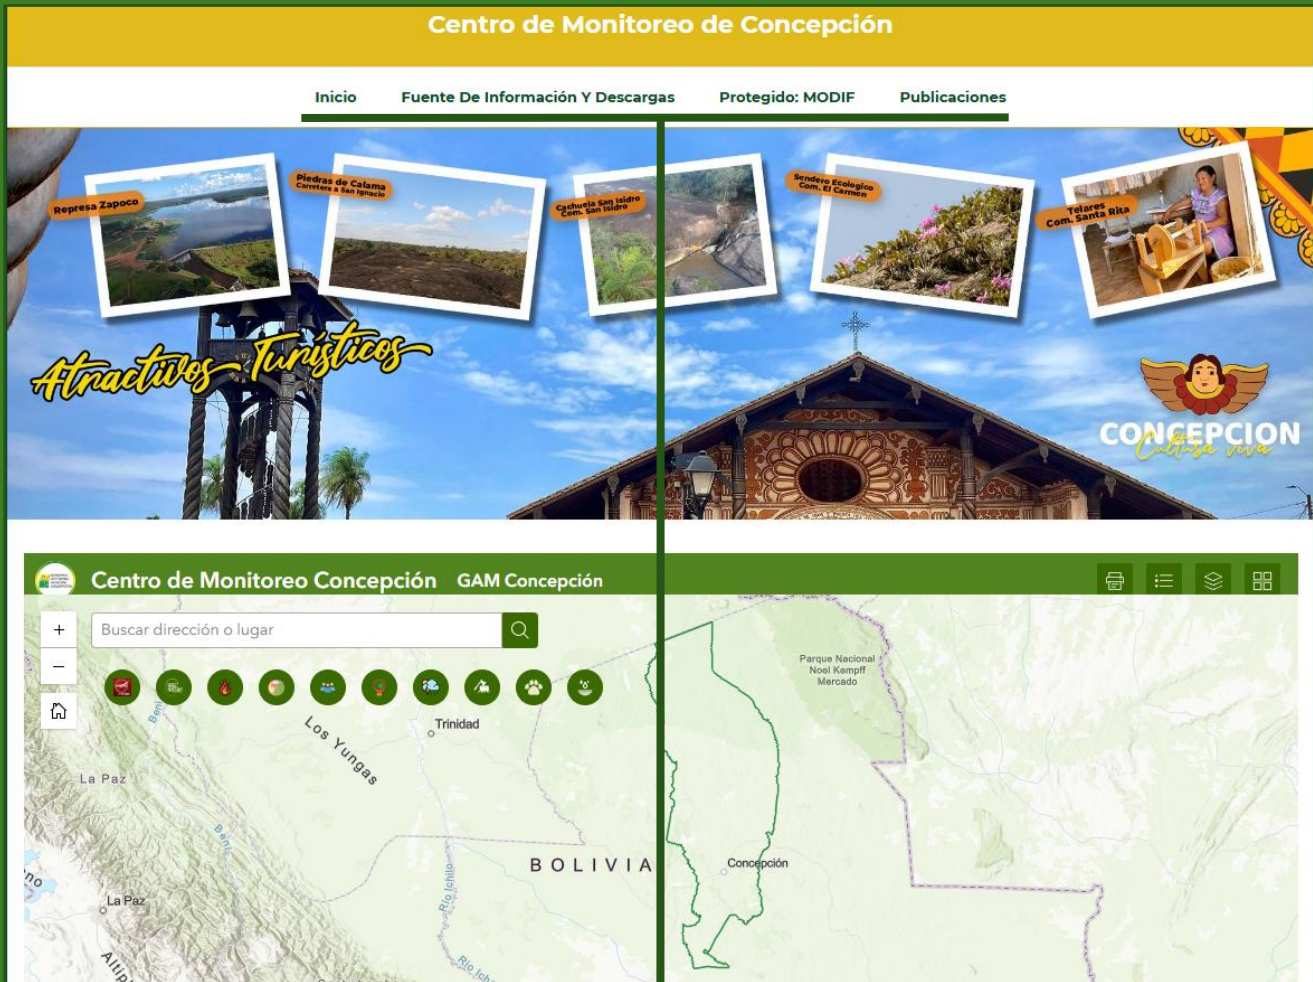 Centro de Monitoreo de Concepción
Inicio Fuente De Información Y Descargas Protegido: MODIF Publicaciones
Represa Zapoco
Piedras de Calama
Carretera a San Ignacio
Cachuela San Isidro
Com. San Isidro
Sendero Ecologico
Com. El Carmen
Telares
Com. Santa Rita
Atractivos Turísticos
CONCEPCION
Cultura viva
Centro de Monitoreo Concepción GAM Concepción
+
Buscar dirección o lugar
−
Parque Nacional
Noel Kempff
Mercado
Beni
Los Yungas
Trinidad
La Paz
Beni
BOLIVIA
Concepción
Río Ichilo
La Paz